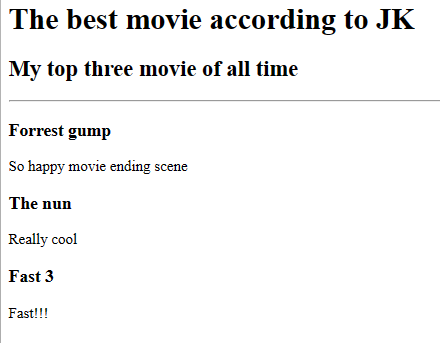 The best movie according to JK
My top three movie of all time
Forrest gump
So happy movie ending scene
The nun
Really cool
Fast 3
Fast!!!